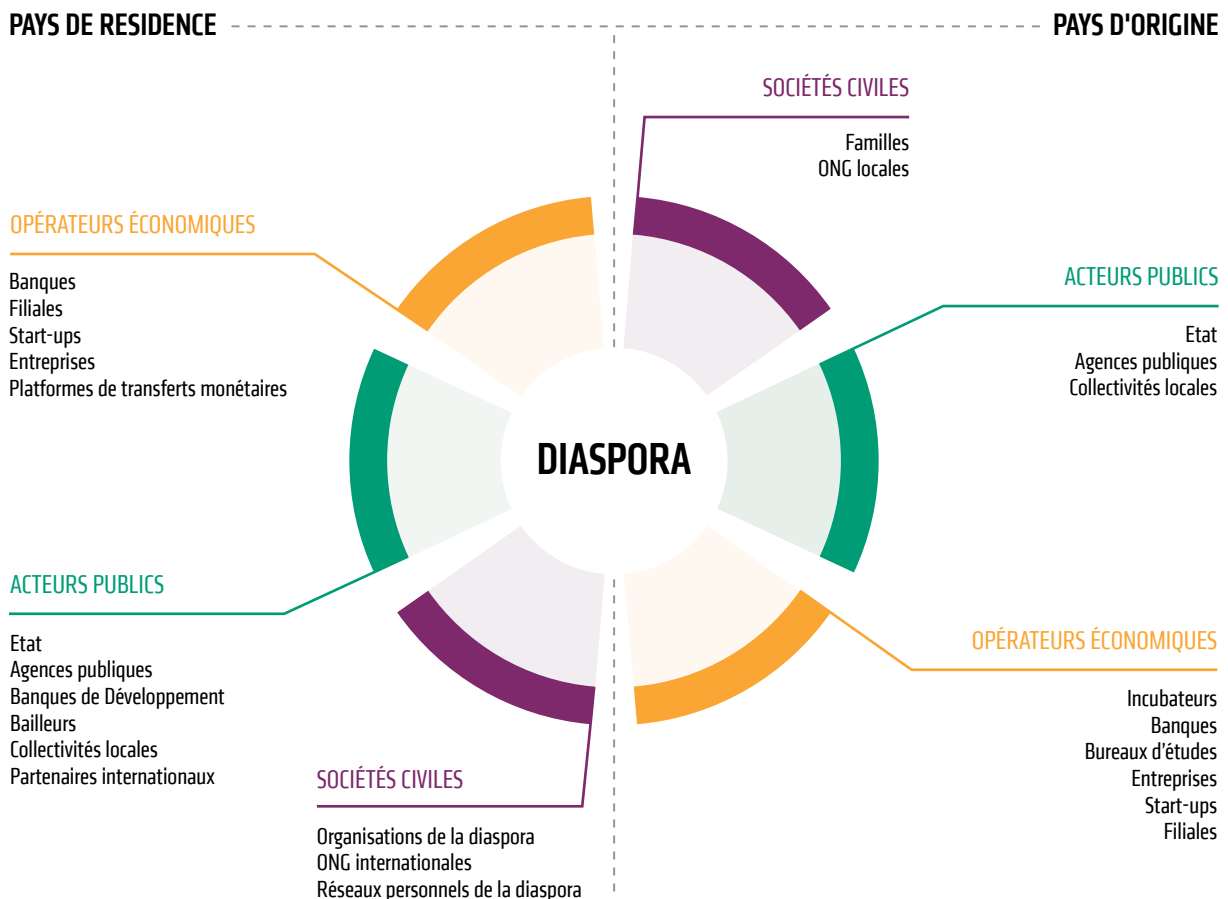 PAYS DE RESIDENCE
PAYS D'ORIGINE
SOCIÉTÉS CIVILES
Familles
ONG locales
OPÉRATEURS ÉCONOMIQUES
Banques
Filiales
Start-ups
Entreprises
Platformes de transferts monétaires
ACTEURS PUBLICS
Etat
Agences publiques
Collectivités locales
DIASPORA
ACTEURS PUBLICS
Etat
Agences publiques
Banques de Développement
Bailleurs
Collectivités locales
Partenaires internationaux
SOCIÉTÉS CIVILES
Organisations de la diaspora
ONG internationales
Réseaux personnels de la diaspora
OPÉRATEURS ÉCONOMIQUES
Incubateurs
Banques
Bureaux d'études
Entreprises
Start-ups
Filiales